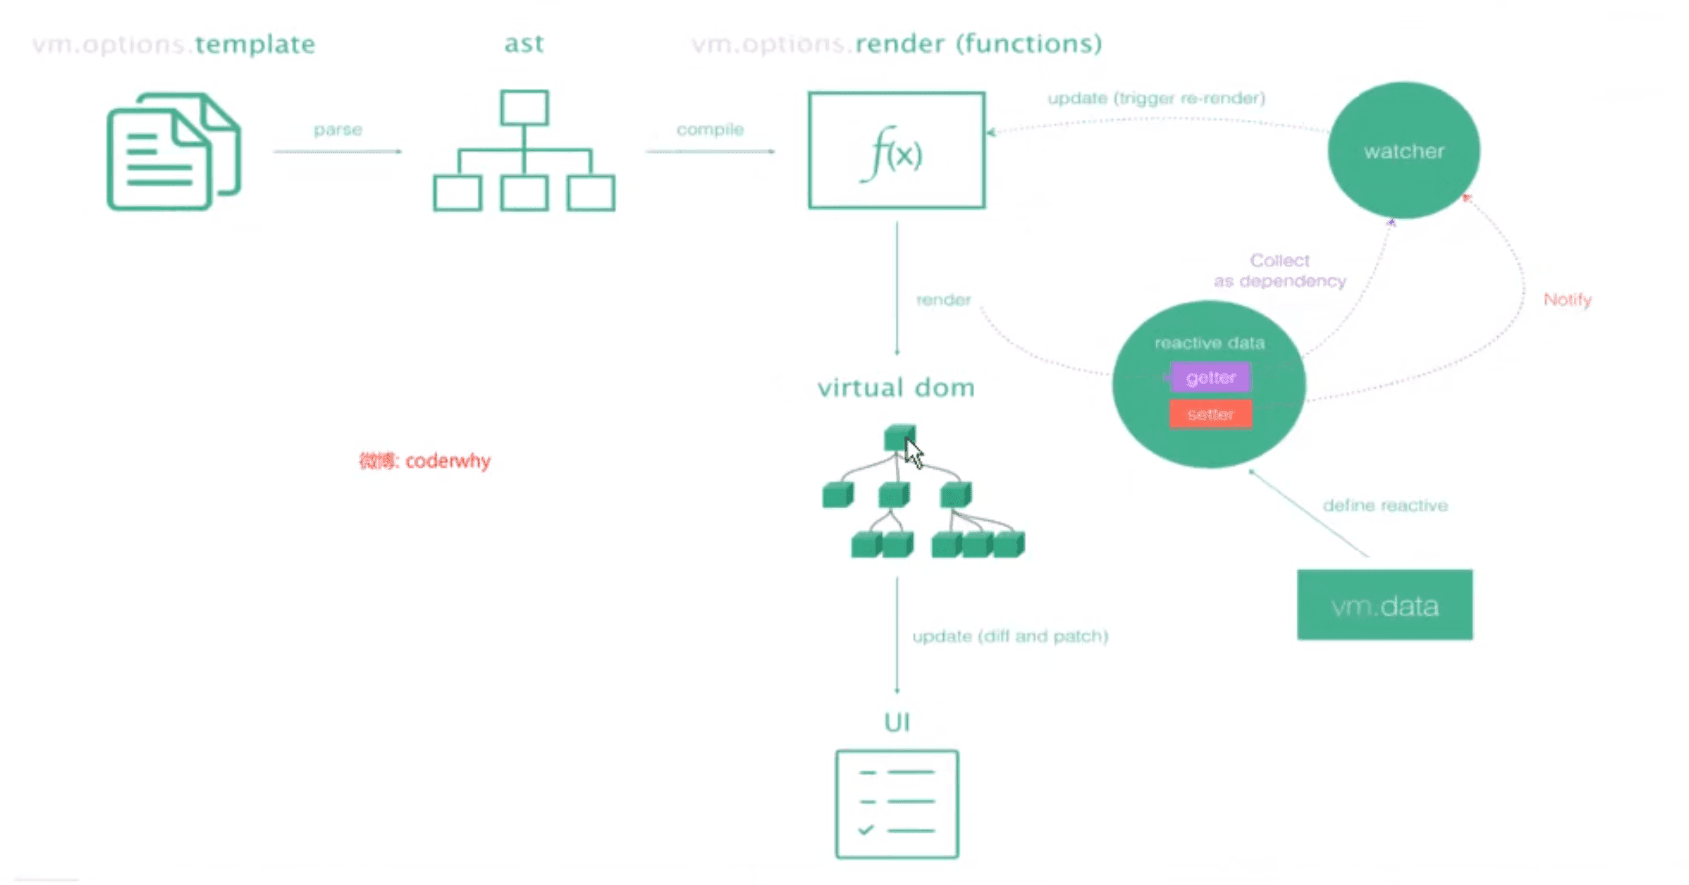 vm.options.template
ast
vm.options.render (functions)
parse
compile
f(x)
update (trigger re-render)
watcher
Collect
as dependency
Notify
render
reactive data
getter
setter
virtual dom
微博: coderwhy
define reactive
vm.data
update (diff and patch)
UI